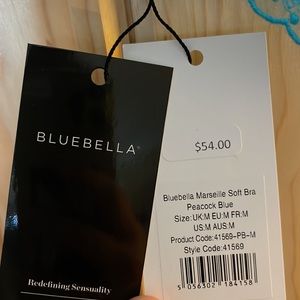 BLUEBELLA®
Redefining Sensuality
$54.00
Bluebella Marseille Soft Bra
Peacock Blue
Size:UK:M EU:M FR:M
US:M AUS:M
Product Code:41569-PB-M
Style Code:41569
5 056302 184158